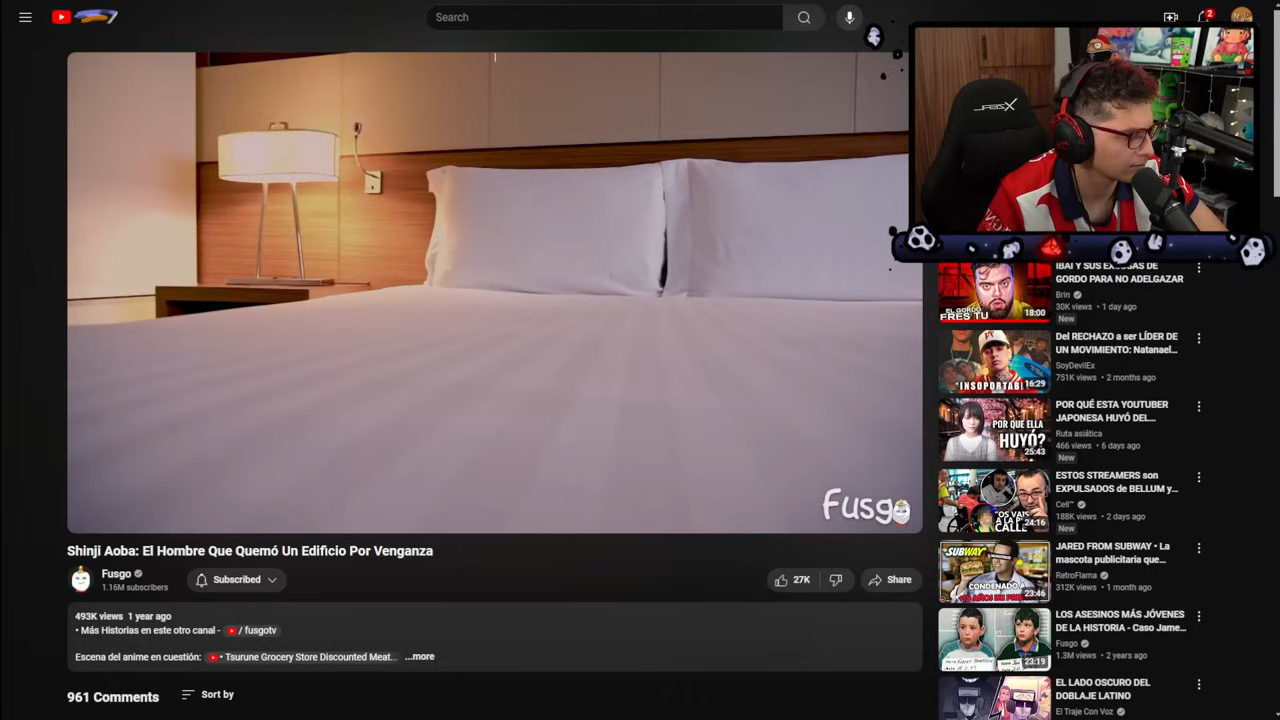 Search
2
Fusgo
Shinji Aoba: El Hombre Que Quemó Un Edificio Por Venganza
Fusgo
1.16M subscribers
Subscribed
27K
Share
493K views 1 year ago
• Más Historias en este otro canal - / fusgotv
Escena del anime en cuestión: • Tsurune Grocery Store Discounted Meat... ...more
961 Comments
Sort by
IBAI Y SUS EXCUSAS DE
GORDO PARA NO ADELGAZAR
Brin
30K views • 1 day ago
New
18:00
Del RECHAZO a ser LÍDER DE
UN MOVIMIENTO: Natanael...
SoyDevilEx
751K views • 2 months ago
16:29
POR QUÉ ESTA YOUTUBER
JAPONESA HUYÓ DEL...
Ruta asiática
466 views • 6 days ago
New
POR QUE ELLA
HUYÓ?
25:43
ESTOS STREAMERS son
EXPULSADOS de BELLUM y...
Celi™
188K views • 2 days ago
New
24:16
JARED FROM SUBWAY • La
mascota publicitaria que...
RetroFlama
312K views • 1 month ago
SUBWAY
23:46
LOS ASESINOS MÁS JÓVENES
DE LA HISTORIA - Caso Jame...
Fusgo
1.3M views • 2 years ago
23:19
EL LADO OSCURO DEL
DOBLAJE LATINO
El Traje Con Voz